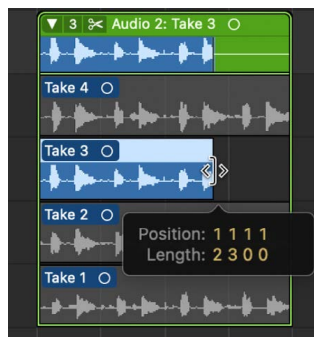 3 Audio 2: Take 3
Take 4
Take 3
Take 2
Position: 1 1 1 1
Length: 2 3 0 0
Take 1